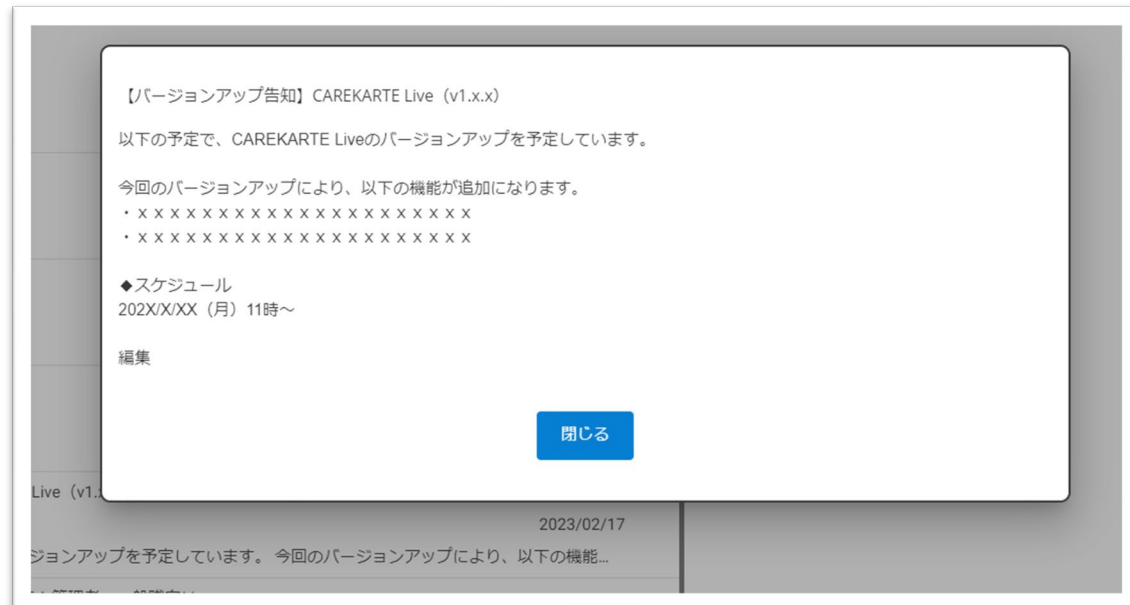 【バージョンアップ告知】CAREKARTE Live（v1.x.x）
以下の予定で、CAREKARTE Liveのバージョンアップを予定しています。
今回のバージョンアップにより、以下の機能が追加になります。
・ｘｘｘｘｘｘｘｘｘｘｘｘｘｘｘｘｘｘｘｘｘ
・ｘｘｘｘｘｘｘｘｘｘｘｘｘｘｘｘｘｘｘｘｘ
◆スケジュール
202X/X/XX（月）11時～
編集
閉じる
Live（v1.
2023/02/17
ジョンアップを予定しています。 今回のバージョンアップにより、以下の機能...